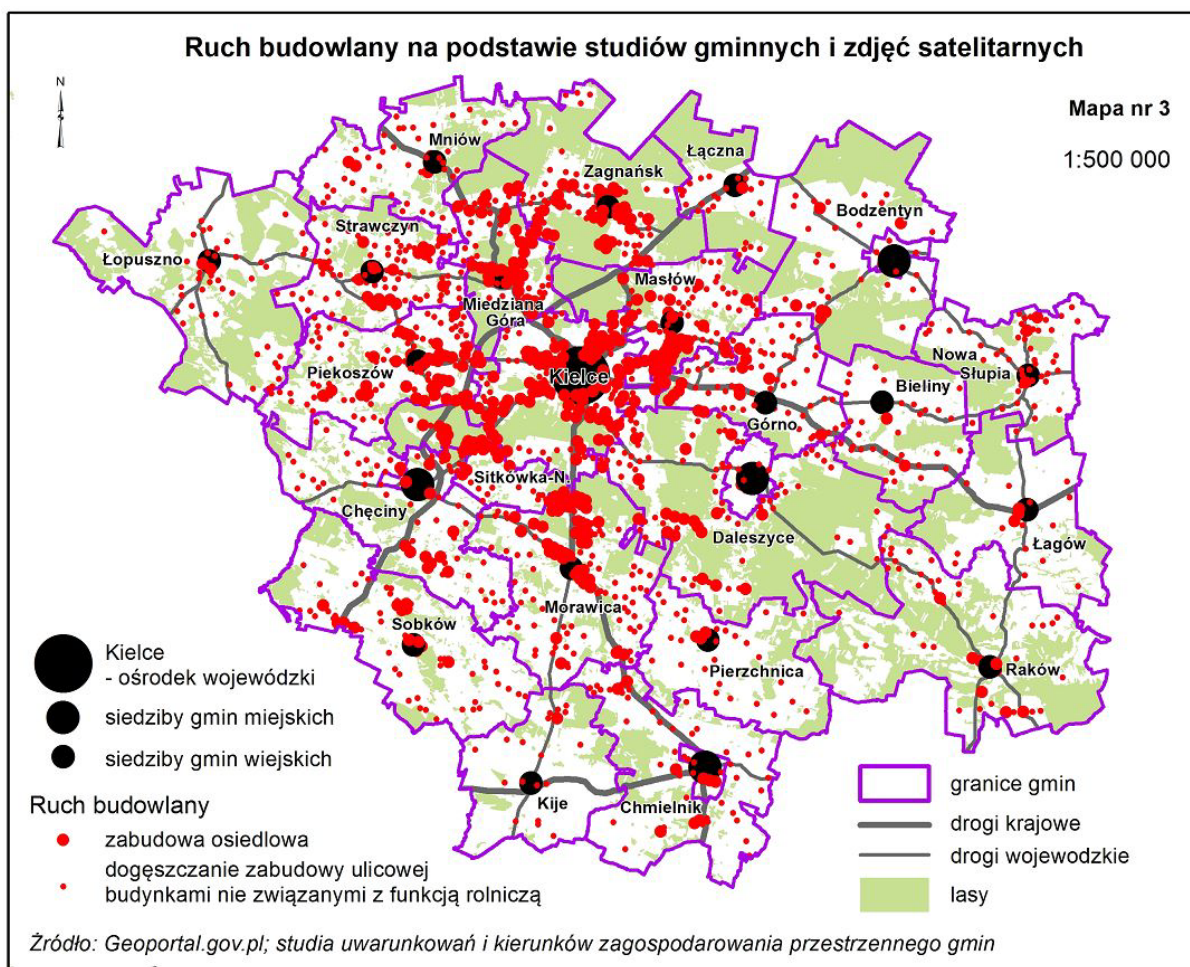 Ruch budowlany na podstawie studiów gminnych i zdjęć satelitarnych
N
Mapa nr 3
1:500 000
Mniów
Łączna
Zagnańsk
Bodzentyn
Strawczyn
Łopuszno
Masłów
Miedziana
Góra
Nowa
Słupia
Piekoszów
Kielce
Bieliny
Górno
Sitkówka-N.
Chęciny
Daleszyce
Łagów
Morawica
Sobków
Pierzchnica
Raków
Kije
Chmielnik
Kielce
- ośrodek wojewódzki
siedziby gmin miejskich
siedziby gmin wiejskich
Ruch budowlany
zabudowa osiedlowa
dogęszczanie zabudowy ulicowej
budynkami nie związanymi z funkcją rolniczą
granice gmin
drogi krajowe
drogi wojewodzkie
lasy
Źródło: Geoportal.gov.pl; studia uwarunkowań i kierunków zagospodarowania przestrzennego gmin